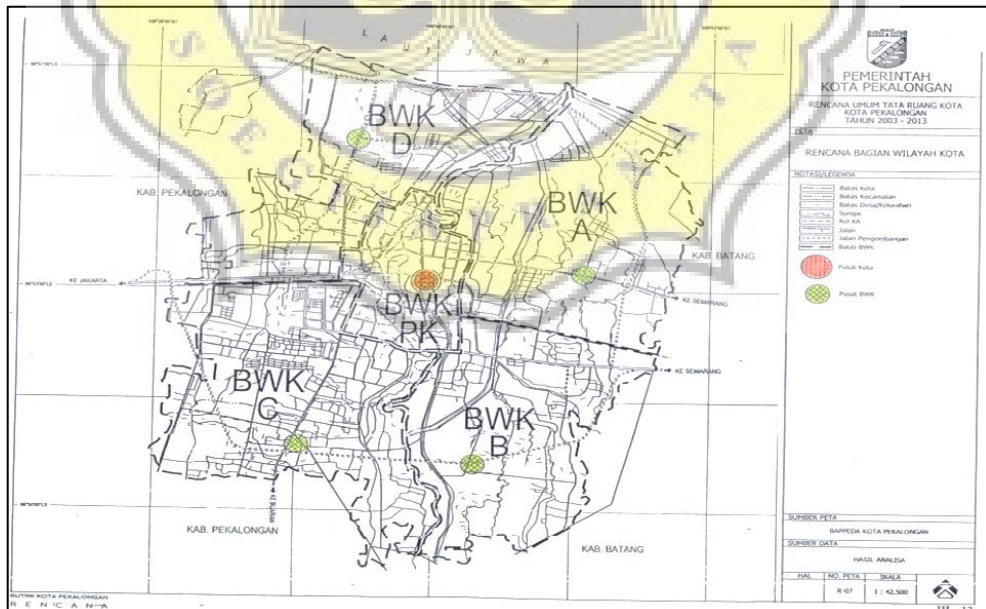 LAUT JAWA
BWK
D
BWK
A
BWK
PK
BWK
C
BWK
B
KAB. PEKALONGAN
KAB. BATANG
KE JAKARTA
KE SEMARANG
KE SEMARANG
KAB. PEKALONGAN
KAB. BATANG
PEMERINTAH
KOTA PEKALONGAN
RENCANA UMUM TATA RUANG KOTA
KOTA PEKALONGAN
TAHUN 2003 - 2013
PETA
RENCANA BAGIAN WILAYAH KOTA
NOTASI/LEGENDA
Batas Kota
Batas Kecamatan
Batas Desa/Kelurahan
Sungai
Rel KA
Jalan
Jalan Pengembangan
Batas BWK
Pusat Kota
Pusat BWK
SUMBER PETA
BAPPEDA KOTA PEKALONGAN
SUMBER DATA
HASIL ANALISA
HAL
NO. PETA
SKALA
R-07
1 : 42.500
RUTRK KOTA PEKALONGAN
RENCANA